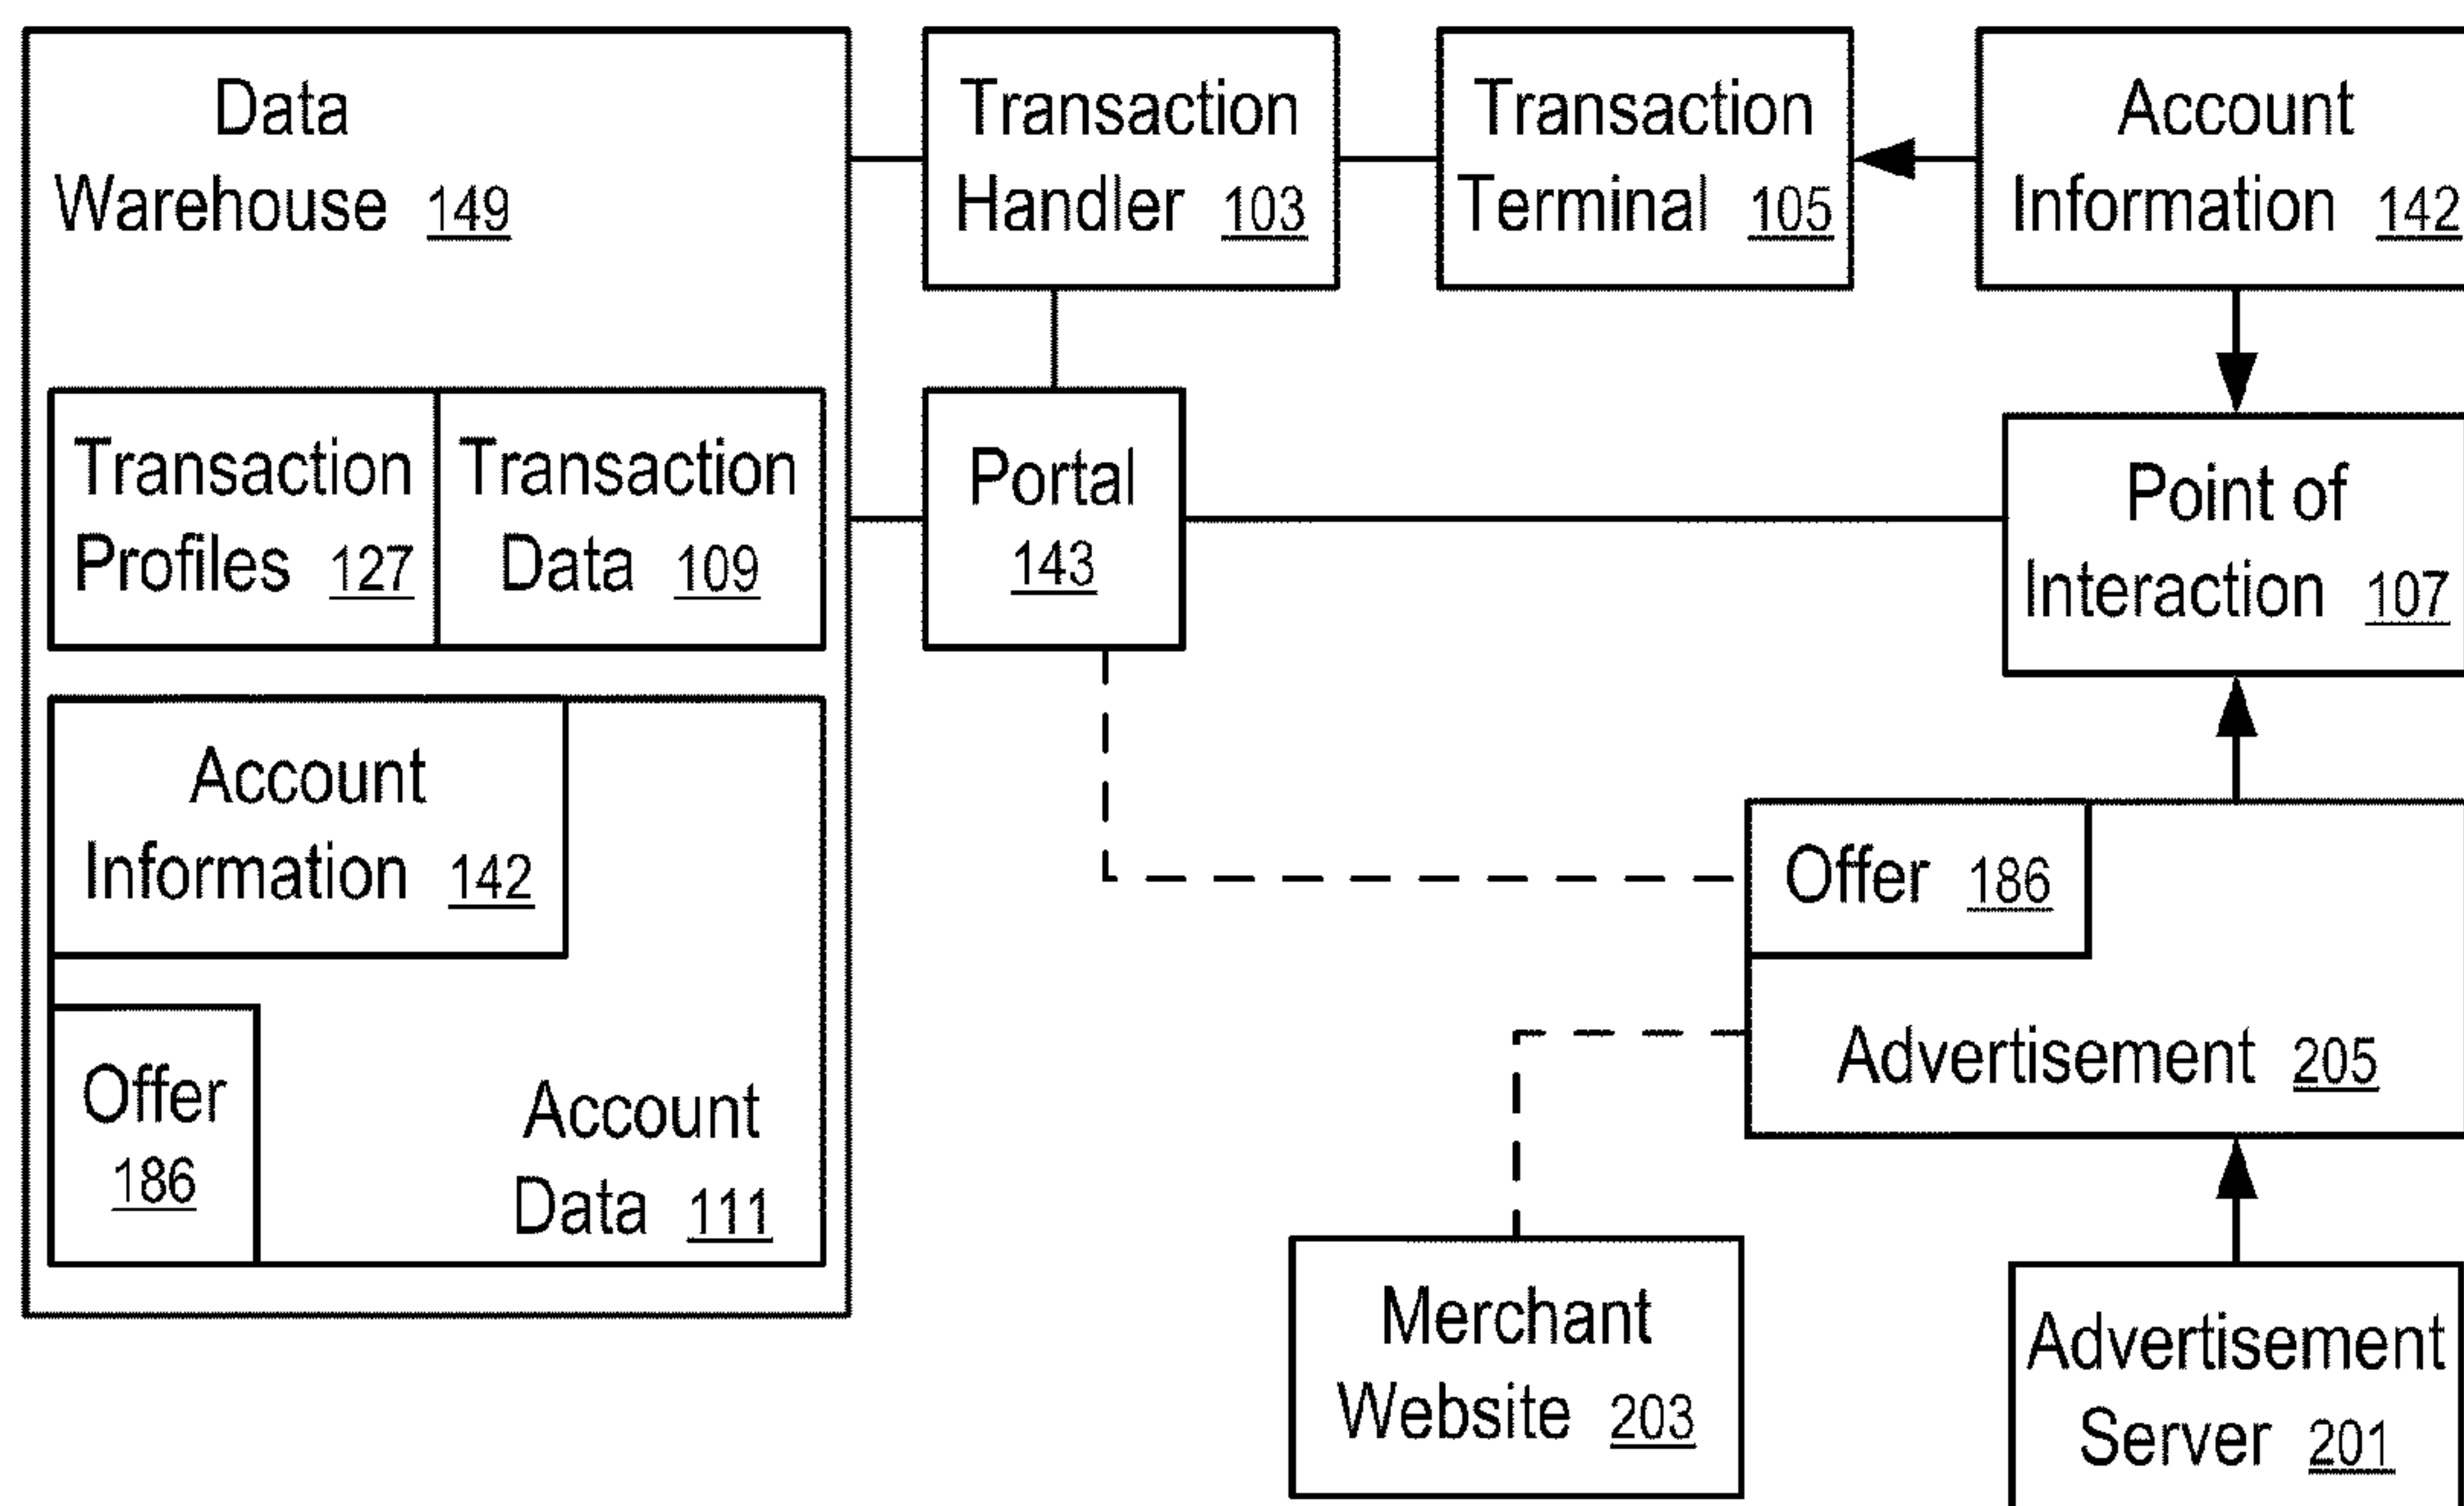 Data
Warehouse 149
Transaction
Handler 103
Transaction
Terminal 105
Account
Information 142
Transaction
Profiles 127
Transaction
Data 109
Portal
143
Point of
Interaction 107
Account
Information 142
Offer 186
Advertisement 205
Offer
186
Account
Data 111
Merchant
Website 203
Advertisement
Server 201